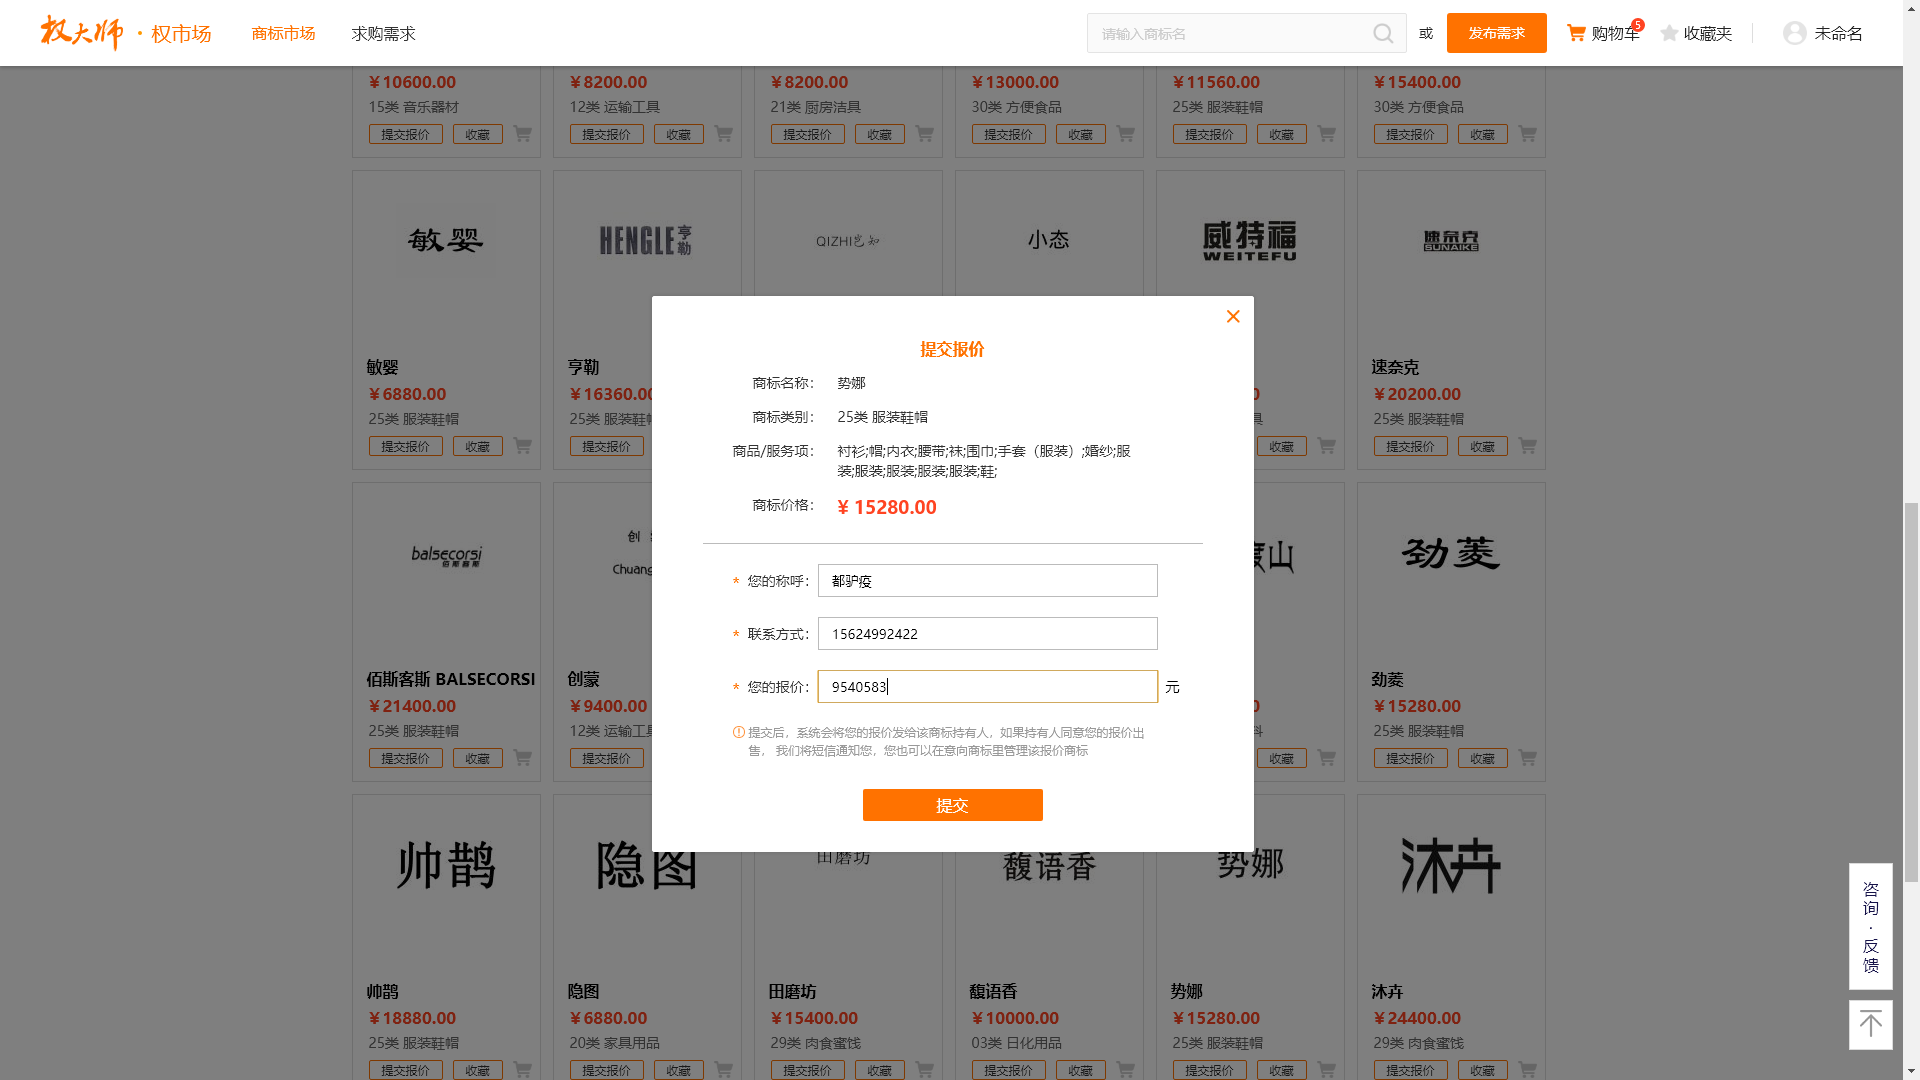 权大师 · 权市场 商标市场 求购需求 请输入商标名 或 发布需求 购物车 5 收藏夹 未命名
￥10600.00 ￥8200.00 ￥8200.00 ￥13000.00 ￥11560.00 ￥15400.00
15类 音乐器材 12类 运输工具 21类 厨房洁具 30类 方便食品 25类 服装鞋帽 30类 方便食品
提交报价 收藏 提交报价 收藏 提交报价 收藏 提交报价 收藏 提交报价 收藏 提交报价 收藏
敏婴 HENGLE 亨勒 QIZHI 小态 威特福 WEITEFU 速奈克 SUNAIKE
敏婴 亨勒 速奈克
￥6880.00 ￥16360.00 0 ￥20200.00
25类 服装鞋帽 25类 服装鞋帽 具 25类 服装鞋帽
提交报价 收藏 提交报价 收藏 提交报价 收藏
提交报价
商标名称： 势娜
商标类别： 25类 服装鞋帽
商品/服务项： 衬衫;帽;内衣;腰带;袜;围巾;手套（服装）;婚纱;服
装;服装;服装;服装;服装;鞋;
商标价格： ¥ 15280.00
* 您的称呼： 都驴疫
* 联系方式： 15624992422
* 您的报价： 9540583 元
提交后，系统会将您的报价发给该商标持有人，如果持有人同意您的报价出
售， 我们将短信通知您，您也可以在意向商标里管理该报价商标
提交
balsecorsi 佰斯客斯 创 Chuang 山 劲菱
佰斯客斯 BALSECORSI 创蒙 劲菱
￥21400.00 ￥9400.00 0 ￥15280.00
25类 服装鞋帽 12类 运输工具 料 25类 服装鞋帽
提交报价 收藏 提交报价 收藏 提交报价 收藏
帅鹊 隐图 田磨坊 馥语香 势娜 沐卉
帅鹊 隐图 田磨坊 馥语香 势娜 沐卉
￥18880.00 ￥6880.00 ￥15400.00 ￥10000.00 ￥15280.00 ￥24400.00
25类 服装鞋帽 20类 家具用品 29类 肉食蜜饯 03类 日化用品 25类 服装鞋帽 29类 肉食蜜饯
提交报价 收藏 提交报价 收藏 提交报价 收藏 提交报价 收藏 提交报价 收藏 提交报价 收藏
咨
询
·
反
馈